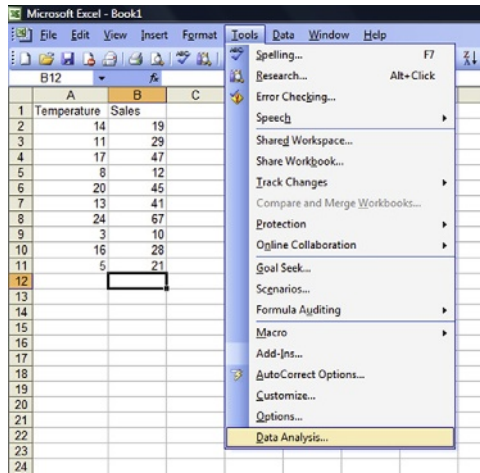 Microsoft Excel - Book1
File Edit View Insert Format Tools Data Window Help
B12 fx
A B C
1 Temperature Sales
2 14 19
3 11 29
4 17 47
5 8 12
6 20 45
7 13 41
8 24 67
9 3 10
10 16 28
11 5 21
12
13
14
15
16
17
18
19
20
21
22
23
24
Spelling... F7
Research... Alt+Click
Error Checking...
Speech
Shared Workspace...
Share Workbook...
Track Changes
Compare and Merge Workbooks...
Protection
Online Collaboration
Goal Seek...
Scenarios...
Formula Auditing
Macro
Add-Ins...
AutoCorrect Options...
Customize...
Options...
Data Analysis...